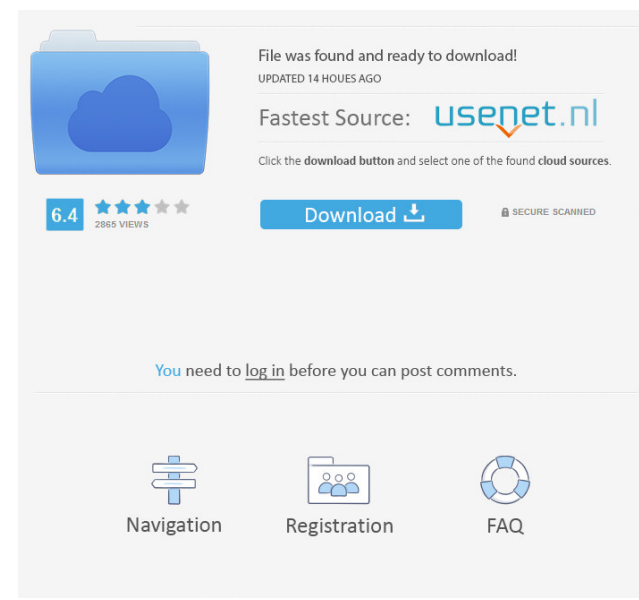 File was found and ready to download!
UPDATED 14 HOUES AGO
Fastest Source: usenet.nl
Click the download button and select one of the found cloud sources.
6.4
2865 VIEWS
Download
SECURE SCANNED
You need to log in before you can post comments.
Navigation
Registration
FAQ